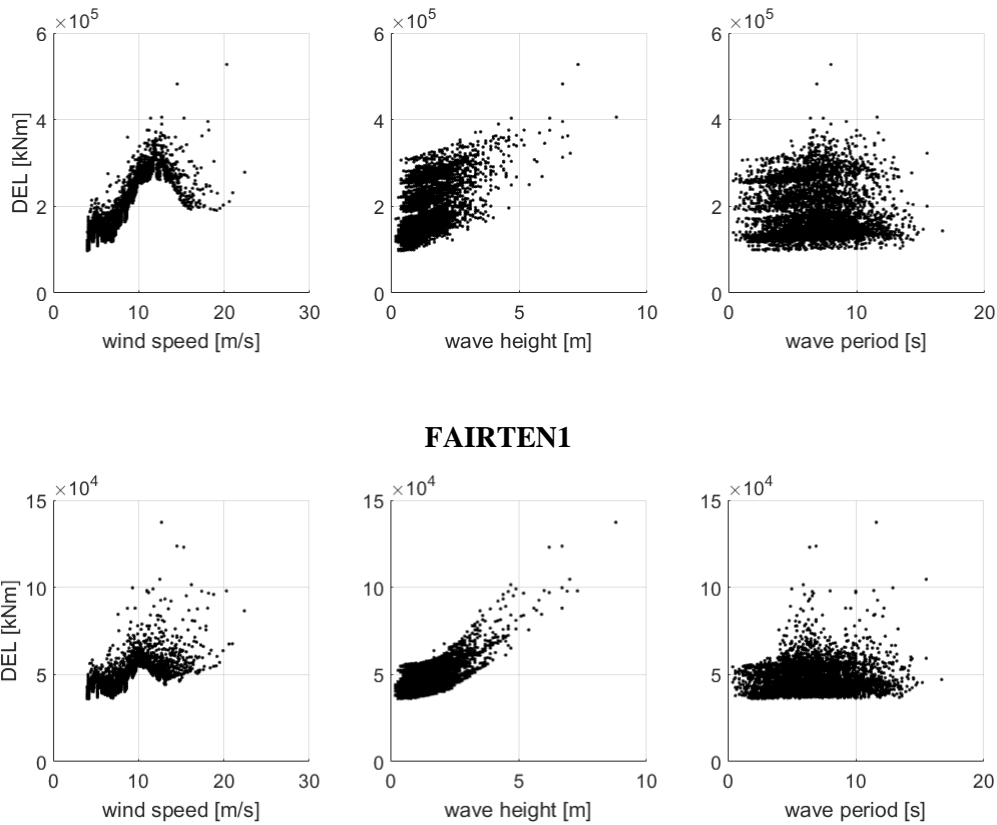 ×10^5 ×10^5 ×10^5
6 6 6
DEL [kNm] 4 4 4
2 2 2
0 0 0
0 10 20 30 0 5 10 0 10 20
wind speed [m/s] wave height [m] wave period [s]
FAIRTEN1
×10^4 ×10^4 ×10^4
15 15 15
10 10 10
DEL [kNm] 5 5 5
0 0 0
0 10 20 30 0 5 10 0 10 20
wind speed [m/s] wave height [m] wave period [s]